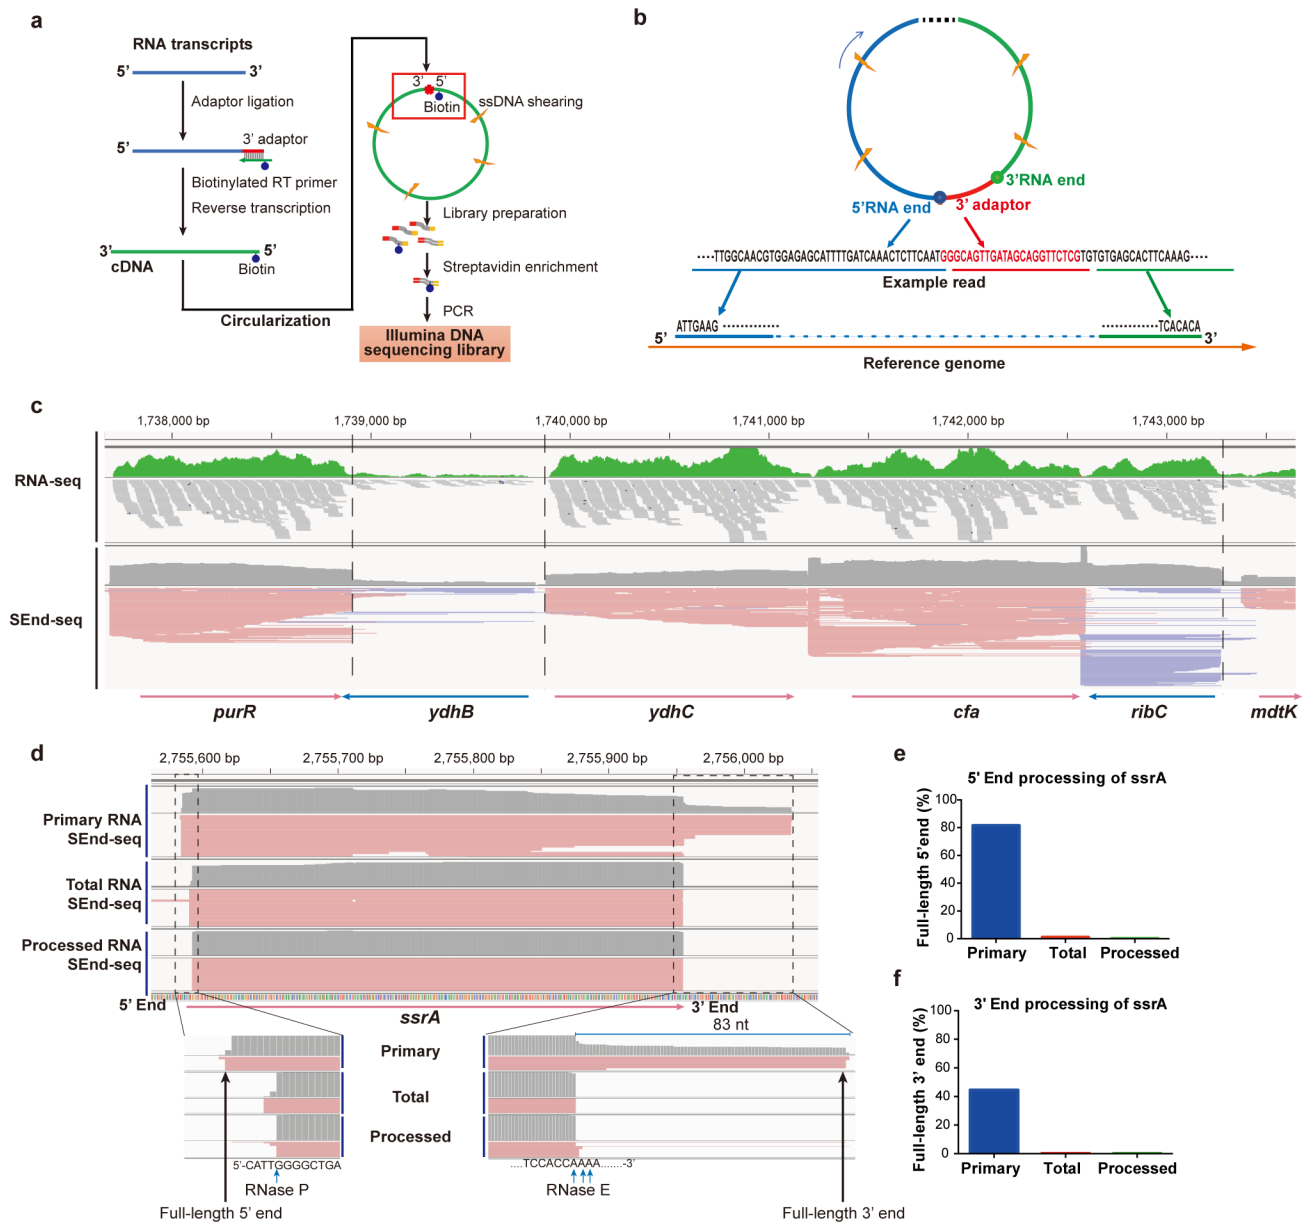 a
RNA transcripts
5’
3’
Adaptor ligation
3’ adaptor
5’
Biotinylated RT primer
Reverse transcription
3’
5’
cDNA
Biotin
Circularization
3’
5’
Biotin
ssDNA shearing
Library preparation
Streptavidin enrichment
PCR
Illumina DNA
sequencing library
b
3’RNA end
5’RNA end
3’ adaptor
····TTGGCAACGTGGAGAGCATTTTGATCAAACTCTTCAATGGGCAGTTGATAGCAGGTTCTCGTGTGTGAGCACTTCAAAG····
Example read
ATTGAAG
TCACACA
5’
3’
Reference genome
c
1,738,000 bp
1,739,000 bp
1,740,000 bp
1,741,000 bp
1,742,000 bp
1,743,000 bp
RNA-seq
SEnd-seq
purR
ydhB
ydhC
cfa
ribC
mdtK
d
2,755,600 bp
2,755,700 bp
2,755,800 bp
2,755,900 bp
2,756,000 bp
Primary RNA
SEnd-seq
Total RNA
SEnd-seq
Processed RNA
SEnd-seq
5’ End
ssrA
3’ End
83 nt
Primary
Total
Processed
5’-CATTGGGGCTGA
....TCCACCAAAA.......-3’
RNase P
RNase E
Full-length 5’ end
Full-length 3’ end
e
5' End processing of ssrA
Full-length 5’end (%)
100
80
60
40
20
0
Primary
Total
Processed
f
3' End processing of ssrA
Full-length 3’ end (%)
100
80
60
40
20
0
Primary
Total
Processed